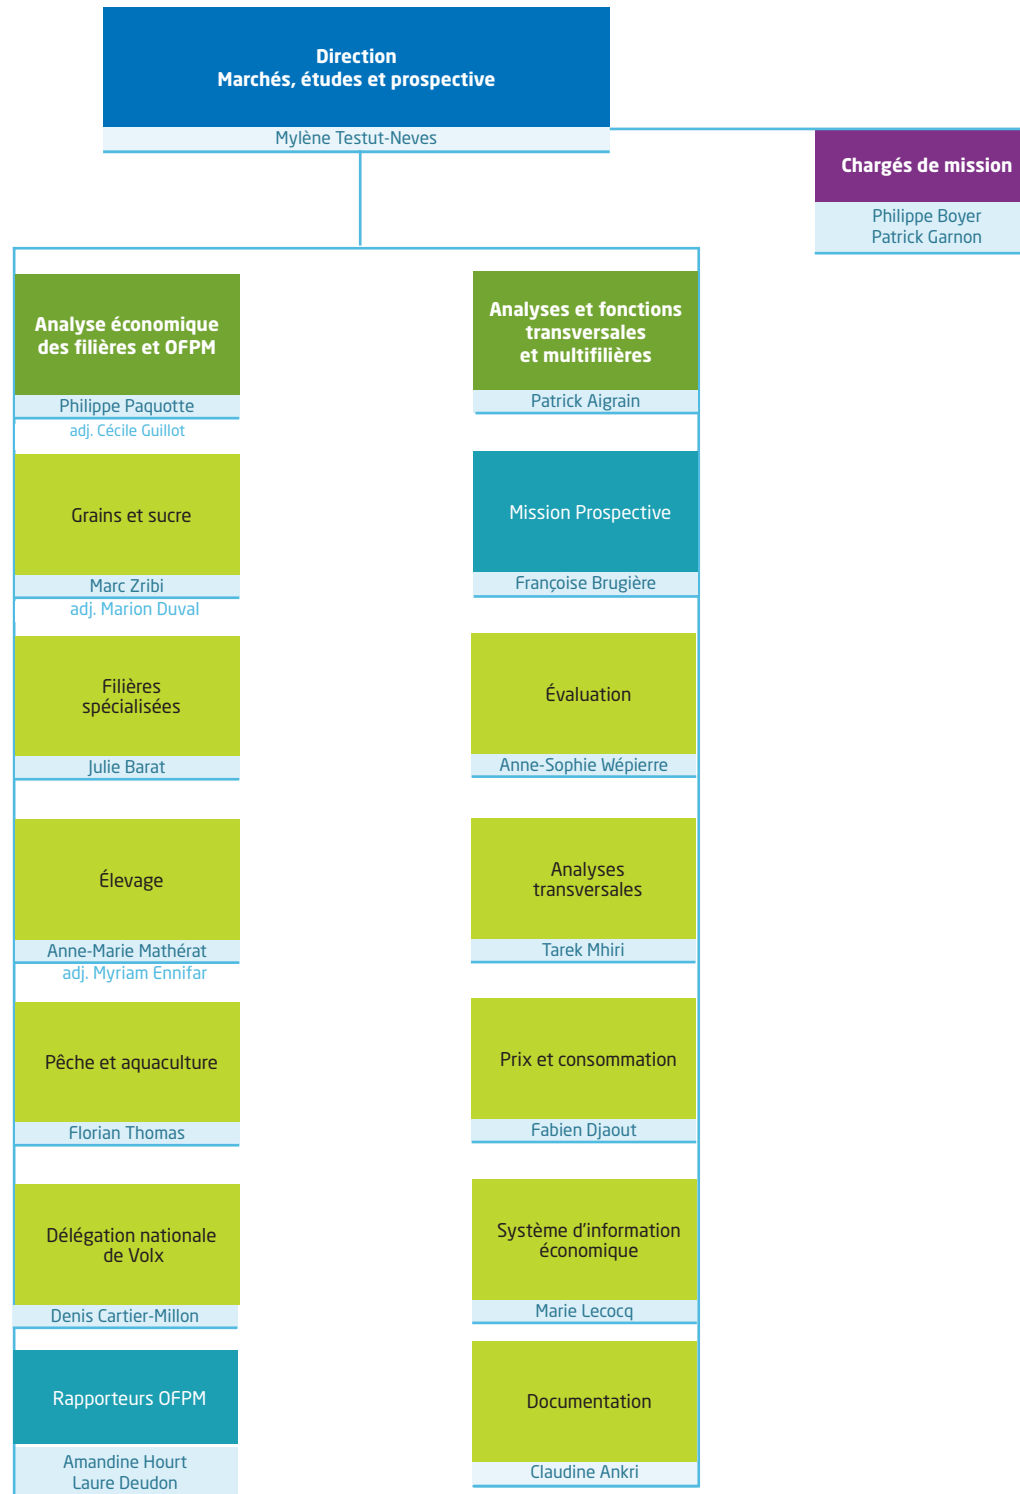 Direction
Marchés, études et prospective
Mylène Testut-Neves
Chargés de mission
Philippe Boyer
Patrick Garnon
Analyse économique
des filières et OFPM
Philippe Paquotte
adj. Cécile Guillot
Grains et sucre
Marc Zribi
adj. Marion Duval
Filières
spécialisées
Julie Barat
Élevage
Anne-Marie Mathérat
adj. Myriam Ennifar
Pêche et aquaculture
Florian Thomas
Délégation nationale
de Volx
Denis Cartier-Millon
Rapporteurs OFPM
Amandine Hourt
Laure Deudon
Analyses et fonctions
transversales
et multifilières
Patrick Aigrain
Mission Prospective
Françoise Brugière
Évaluation
Anne-Sophie Wépierre
Analyses
transversales
Tarek Mhiri
Prix et consommation
Fabien Djaout
Système d'information
économique
Marie Lecocq
Documentation
Claudine Ankri